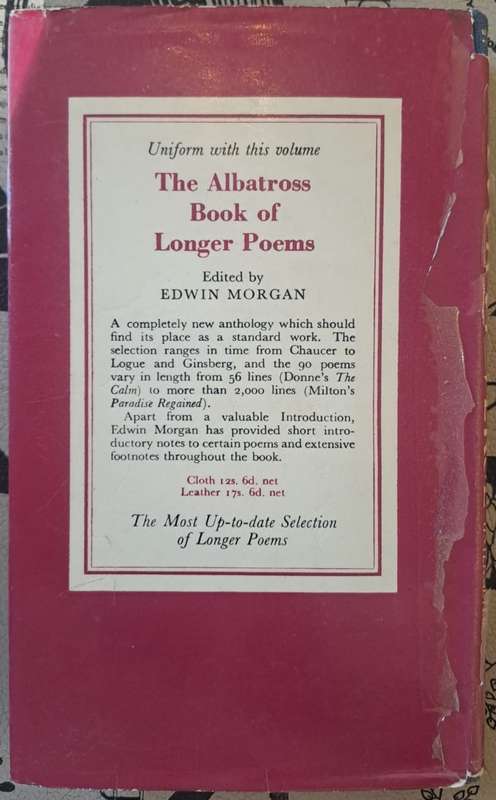 Uniform with this volume
The Albatross
Book of
Longer Poems
Edited by
EDWIN MORGAN
A completely new anthology which should
find its place as a standard work. The
selection ranges in time from Chaucer to
Logue and Ginsberg, and the 90 poems
vary in length from 56 lines (Donne's The
Calm) to more than 2,000 lines (Milton's
Paradise Regained).
Apart from a valuable Introduction,
Edwin Morgan has provided short intro-
ductory notes to certain poems and extensive
footnotes throughout the book.
Cloth 12s. 6d. net
Leather 17s. 6d. net
The Most Up-to-date Selection
of Longer Poems